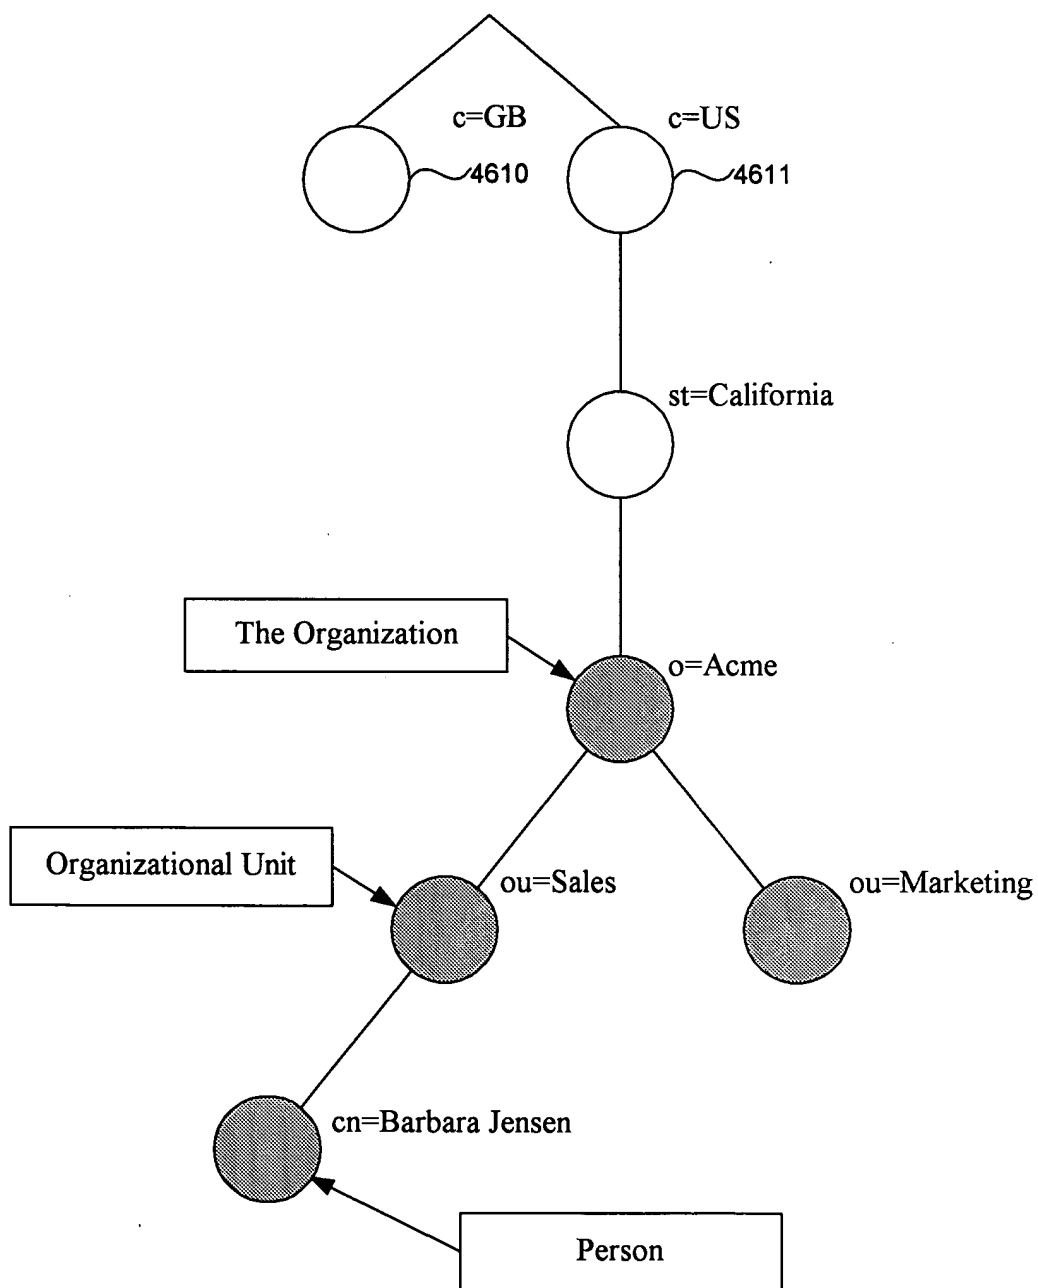 c=GB
c=US
4610
4611
st=California
The Organization
o=Acme
Organizational Unit
ou=Sales
ou=Marketing
cn=Barbara Jensen
Person